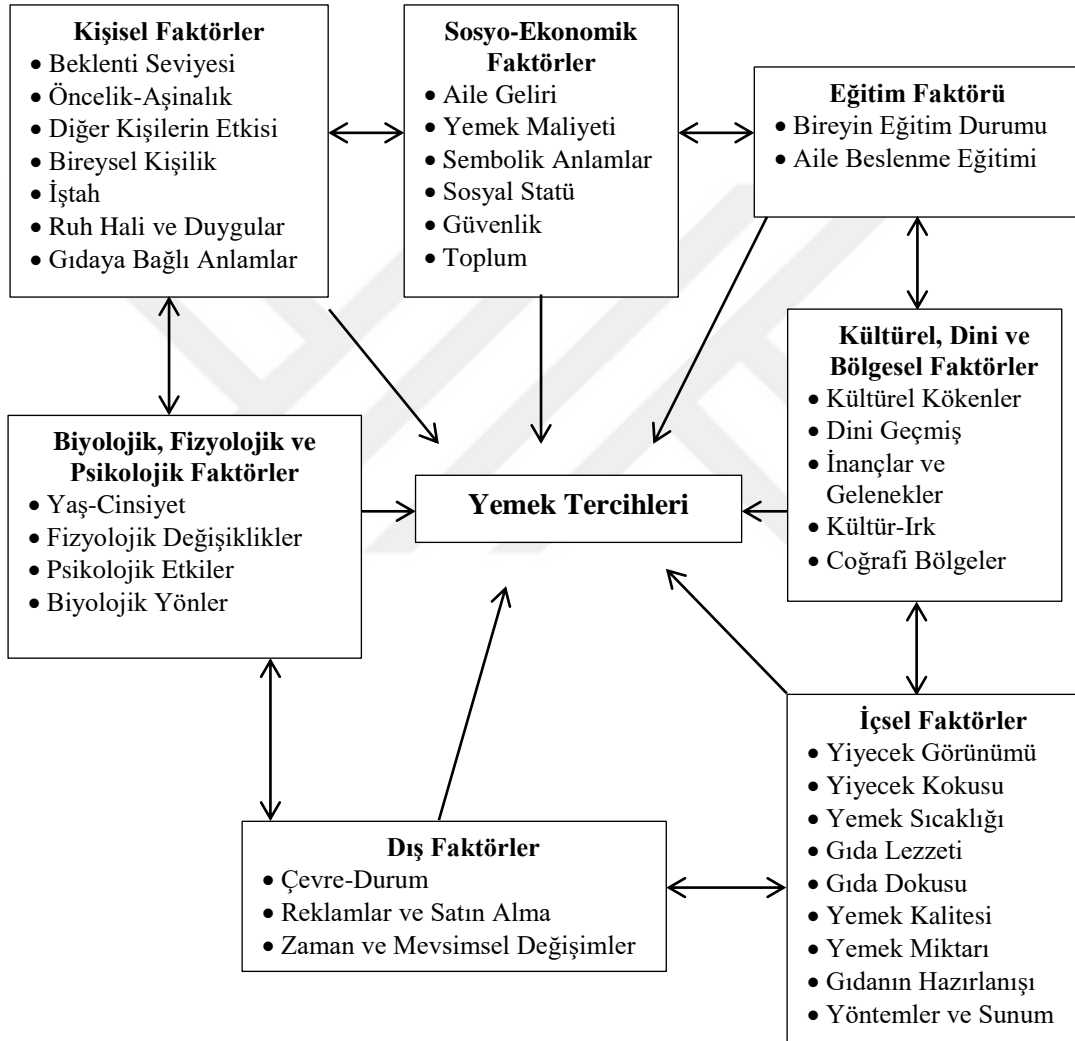 Kişisel Faktörler
• Beklenti Seviyesi
• Öncelik-Aşinalık
• Diğer Kişilerin Etkisi
• Bireysel Kişilik
• İştah
• Ruh Hali ve Duygular
• Gıdaya Bağlı Anlamlar
Sosyo-Ekonomik
Faktörler
• Aile Geliri
• Yemek Maliyeti
• Sembolik Anlamlar
• Sosyal Statü
• Güvenlik
• Toplum
Eğitim Faktörü
• Bireyin Eğitim Durumu
• Aile Beslenme Eğitimi
Kültürel, Dini ve
Bölgesel Faktörler
• Kültürel Kökenler
• Dini Geçmiş
• İnançlar ve
Gelenekler
• Kültür-Irk
• Coğrafi Bölgeler
Biyolojik, Fizyolojik ve
Psikolojik Faktörler
• Yaş-Cinsiyet
• Fizyolojik Değişiklikler
• Psikolojik Etkiler
• Biyolojik Yönler
Yemek Tercihleri
Dış Faktörler
• Çevre-Durum
• Reklamlar ve Satın Alma
• Zaman ve Mevsimsel Değişimler
İçsel Faktörler
• Yiyecek Görünümü
• Yiyecek Kokusu
• Yemek Sıcaklığı
• Gıda Lezzeti
• Gıda Dokusu
• Yemek Kalitesi
• Yemek Miktarı
• Gıdanın Hazırlanışı
• Yöntemler ve Sunum